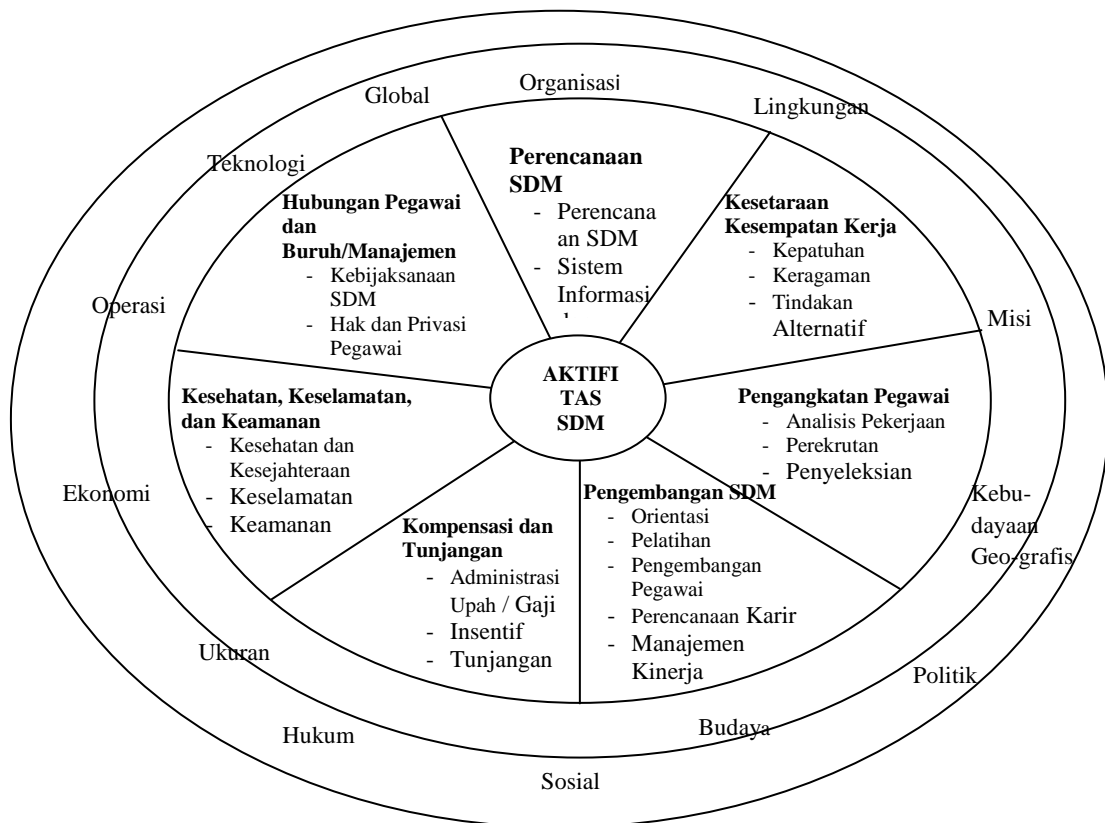 Organisasi
Global
Lingkungan
Teknologi
Perencanaan
SDM
- Perencana
an SDM
- Sistem
Informasi
Hubungan Pegawai
dan
Buruh/Manajemen
- Kebijaksanaan
SDM
- Hak dan Privasi
Pegawai
Kesetaraan
Kesempatan Kerja
- Kepatuhan
- Keragaman
- Tindakan
Alternatif
Operasi
Misi
AKTIFI
TAS
SDM
Kesehatan, Keselamatan,
dan Keamanan
- Kesehatan dan
Kesejahteraan
- Keselamatan
- Keamanan
Pengangkatan Pegawai
- Analisis Pekerjaan
- Perekrutan
- Penyeleksian
Ekonomi
Kebu-
dayaan
Geo-grafis
Kompensasi dan
Tunjangan
- Administrasi
Upah / Gaji
- Insentif
- Tunjangan
Pengembangan SDM
- Orientasi
- Pelatihan
- Pengembangan
Pegawai
- Perencanaan Karir
- Manajemen
Kinerja
Ukuran
Politik
Hukum
Budaya
Sosial